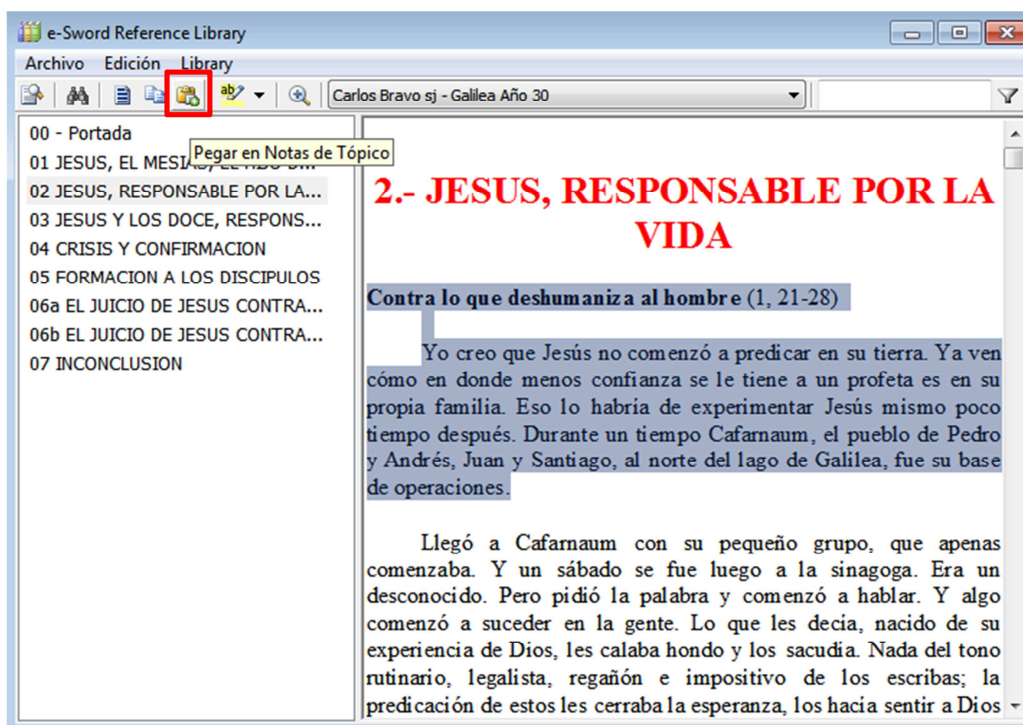 e-Sword Reference Library
Archivo Edición Library
ab
Carlos Bravo sj - Galilea Año 30
Pegar en Notas de Tópico
00 - Portada
01 JESUS, EL MESIAS,
02 JESUS, RESPONSABLE POR LA...
03 JESUS Y LOS DOCE, RESPONS...
04 CRISIS Y CONFIRMACION
05 FORMACION A LOS DISCIPULOS
06a EL JUICIO DE JESUS CONTRA...
06b EL JUICIO DE JESUS CONTRA...
07 INCONCLUSION
2.- JESUS, RESPONSABLE POR LA
VIDA
Contra lo que deshumaniza al hombre (1, 21-28)
Yo creo que Jesús no comenzó a predicar en su tierra. Ya ven
cómo en donde menos confianza se le tiene a un profeta es en su
propia familia. Eso lo habría de experimentar Jesús mismo poco
tiempo después. Durante un tiempo Cafarnaum, el pueblo de Pedro
y Andrés, Juan y Santiago, al norte del lago de Galilea, fue su base
de operaciones.
Llegó a Cafarnaum con su pequeño grupo, que apenas
comenzaba. Y un sábado se fue luego a la sinagoga. Era un
desconocido. Pero pidió la palabra y comenzó a hablar. Y algo
comenzó a suceder en la gente. Lo que les decía, nacido de su
experiencia de Dios, les calaba hondo y los sacudía. Nada del tono
rutinario, legalista, regañón e impositivo de los escribas; la
predicación de estos les cerraba la esperanza, los hacía sentir a Dios